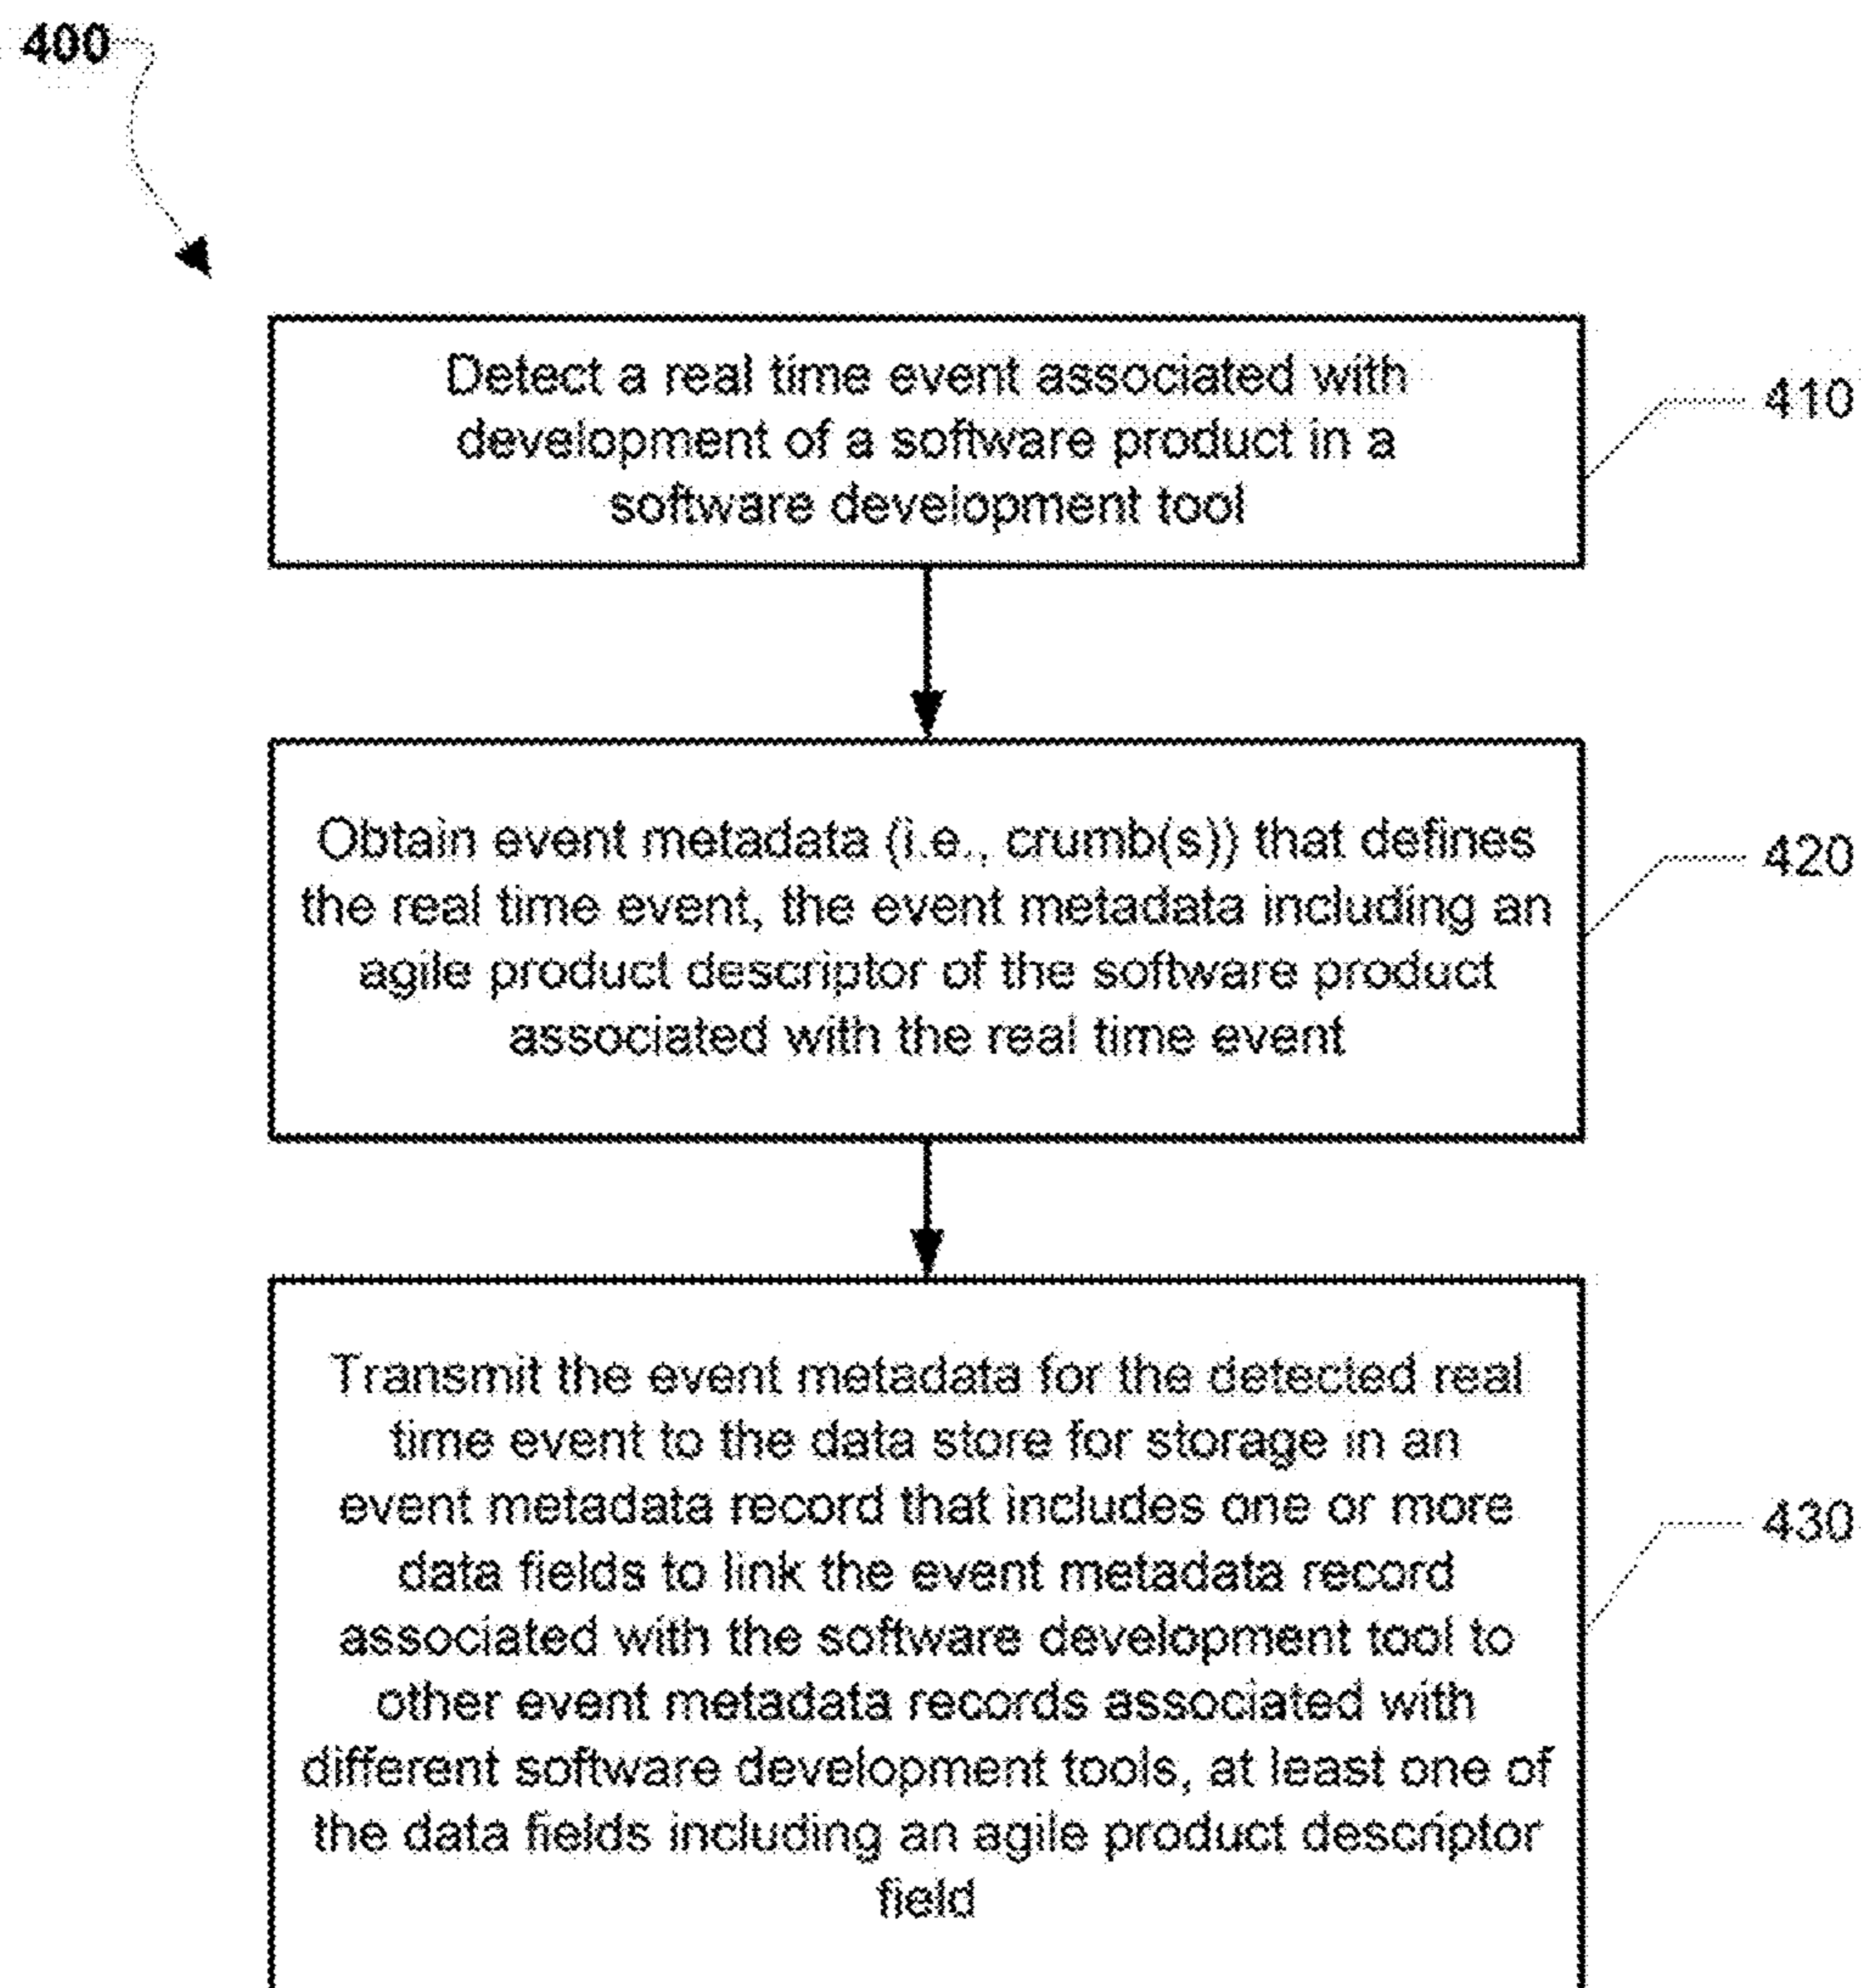 400
Detect a real time event associated with
development of a software product in a
software development tool
410
Obtain event metadata (i.e., crumb(s)) that defines
the real time event, the event metadata including an
agile product descriptor of the software product
associated with the real time event
420
Transmit the event metadata for the detected real
time event to the data store for storage in an
event metadata record that includes one or more
data fields to link the event metadata record
associated with the software development tool to
other event metadata records associated with
different software development tools, at least one of
the data fields including an agile product descriptor
field
430